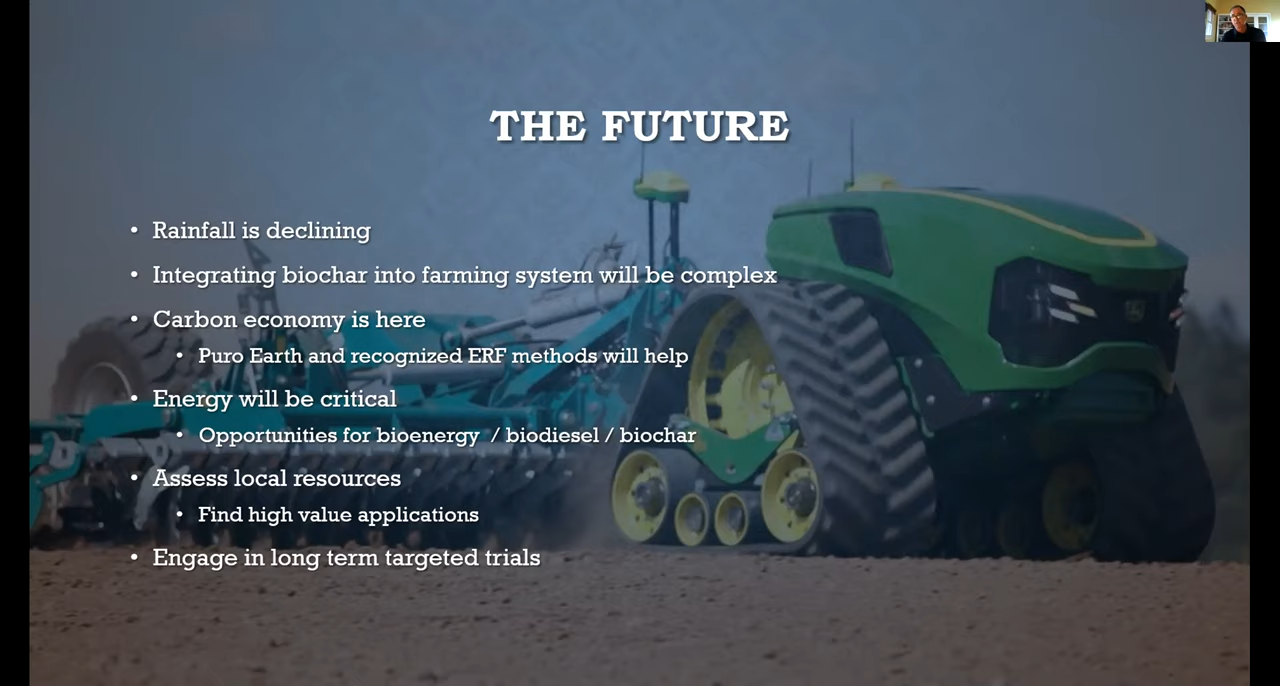 THE FUTURE
• Rainfall is declining
• Integrating biochar into farming system will be complex
• Carbon economy is here
• Puro Earth and recognized ERF methods will help
• Energy will be critical
• Opportunities for bioenergy / biodiesel / biochar
• Assess local resources
• Find high value applications
• Engage in long term targeted trials